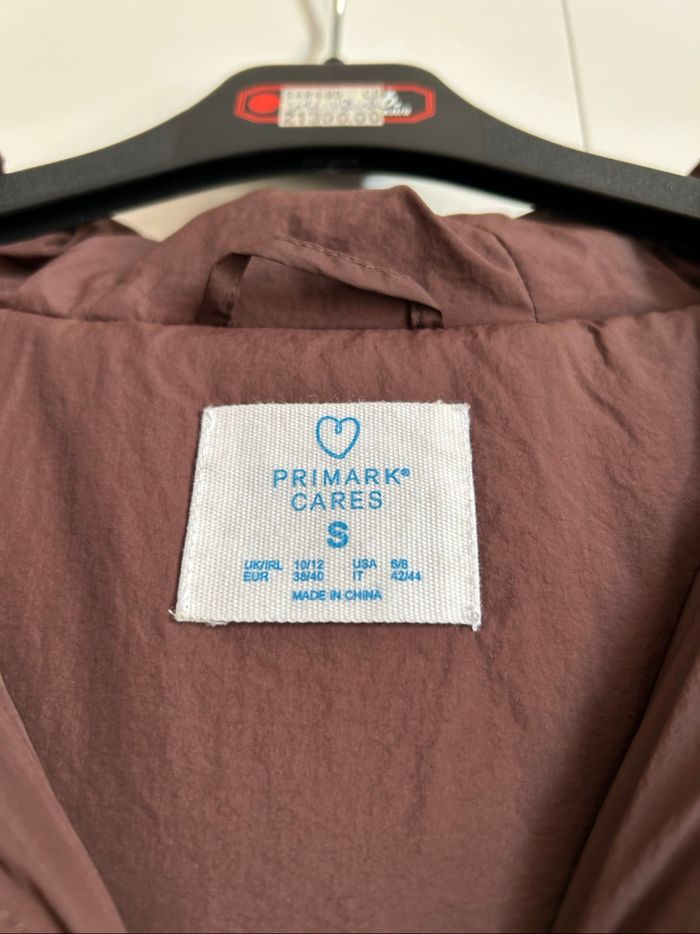 21300.00
PRIMARK®
CARES
S
UK/IRL 10/12 USA 6/8
EUR 38/40 IT 42/44
MADE IN CHINA